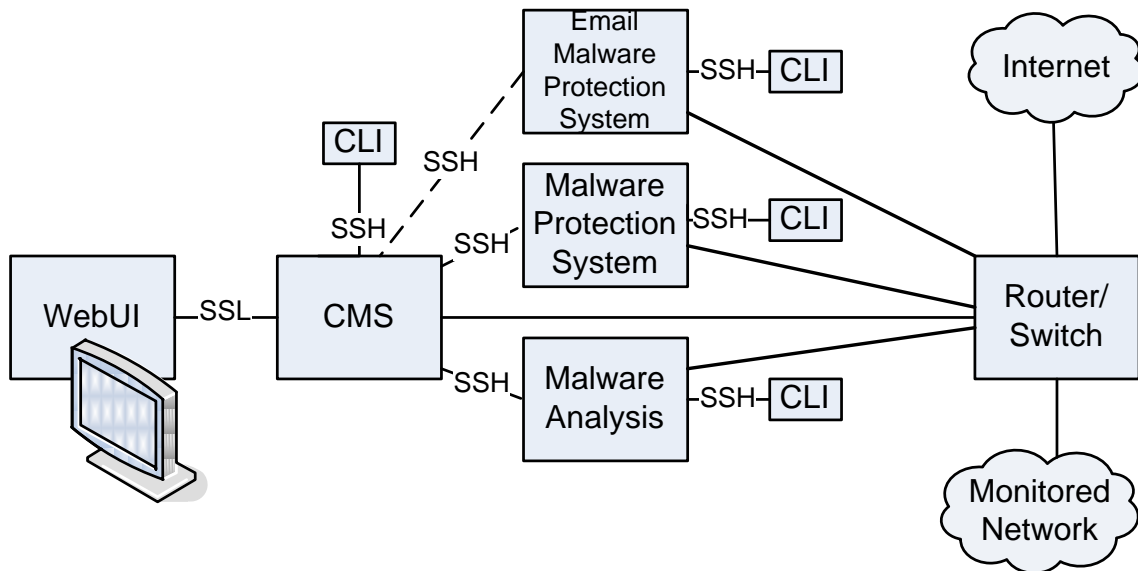 Email
Malware
Protection
System
SSH
CLI
Internet
CLI
SSH
SSH
Malware
Protection
System
SSH
CLI
SSH
WebUI
SSL
CMS
Router/
Switch
SSH
Malware
Analysis
SSH
CLI
Monitored
Network